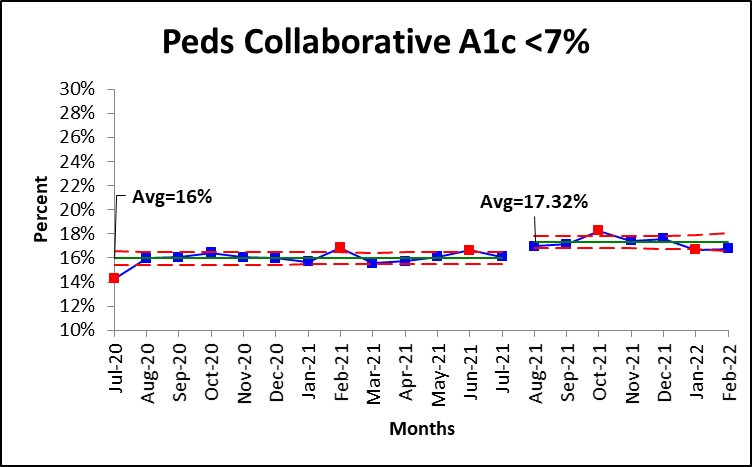 Peds Collaborative A1c <7%
30%
28%
26%
24%
22%
20%
18%
16%
14%
12%
10%
Percent
Avg=16%
Avg=17.32%
Jul-20
Aug-20
Sep-20
Oct-20
Nov-20
Dec-20
Jan-21
Feb-21
Mar-21
Apr-21
May-21
Jun-21
Jul-21
Aug-21
Sep-21
Oct-21
Nov-21
Dec-21
Jan-22
Feb-22
Months